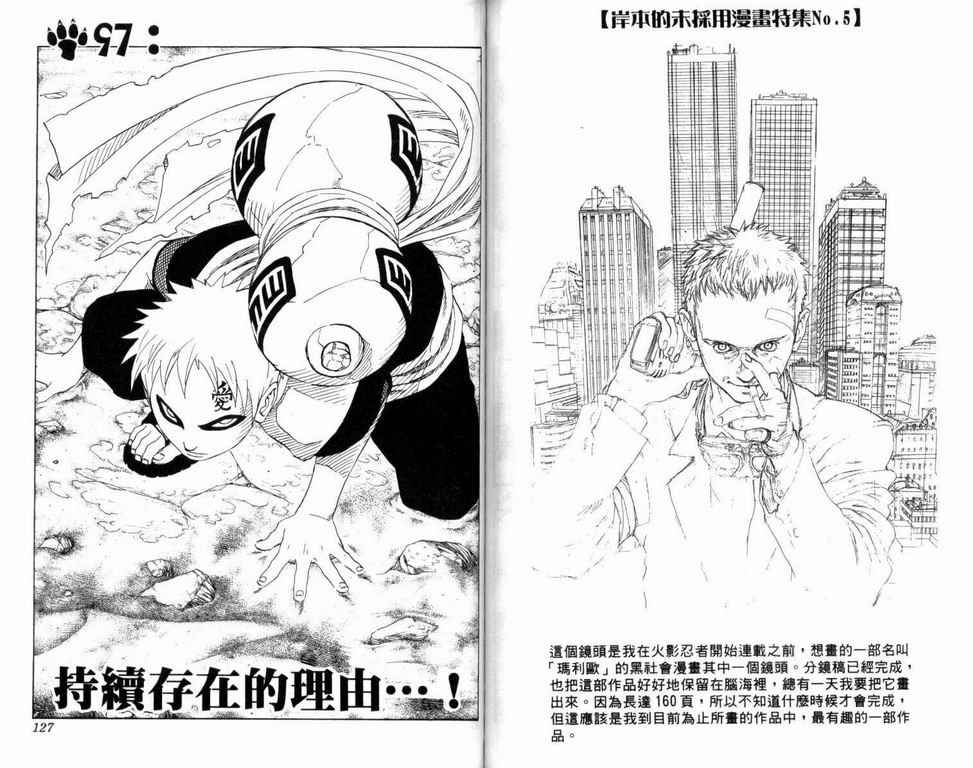 【岸本的未採用漫畫特集No.5】
這個鏡頭是我在火影忍者開始連載之前，想畫的一部名叫
「瑪利歐」的黑社會漫畫其中一個鏡頭。分鏡稿已經完成，
也把這部作品好好地保留在腦海裡，總有一天我要把它畫
出來。因為長達160頁，所以不知道什麼時候才會完成，
但這應該是我到目前為止所畫的作品中，最有趣的一部作
品。
97：
愛
持續存在的理由…！
127